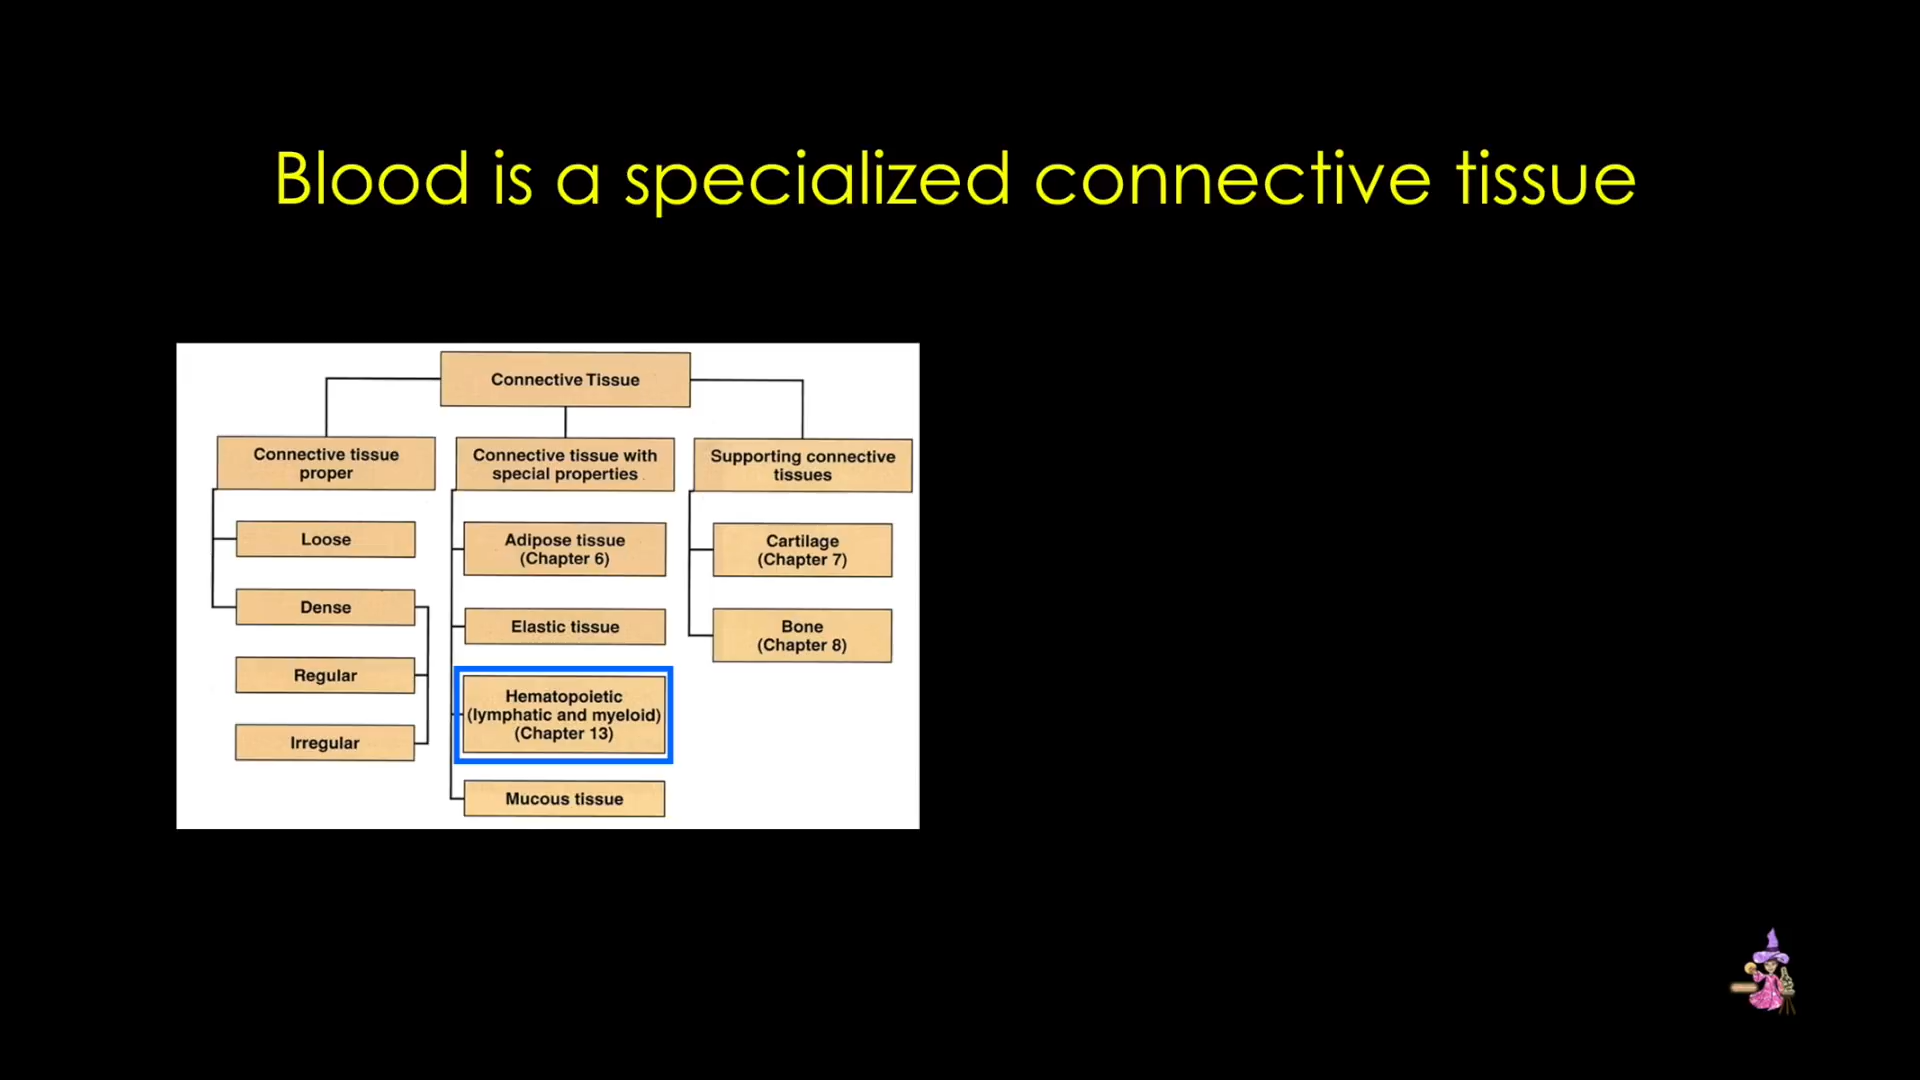 Blood is a specialized connective tissue
Connective Tissue
Connective tissue
proper
Loose
Dense
Regular
Irregular
Connective tissue with
special properties
Adipose tissue
(Chapter 6)
Elastic tissue
Hematopoietic
(lymphatic and myeloid)
(Chapter 13)
Mucous tissue
Supporting connective
tissues
Cartilage
(Chapter 7)
Bone
(Chapter 8)